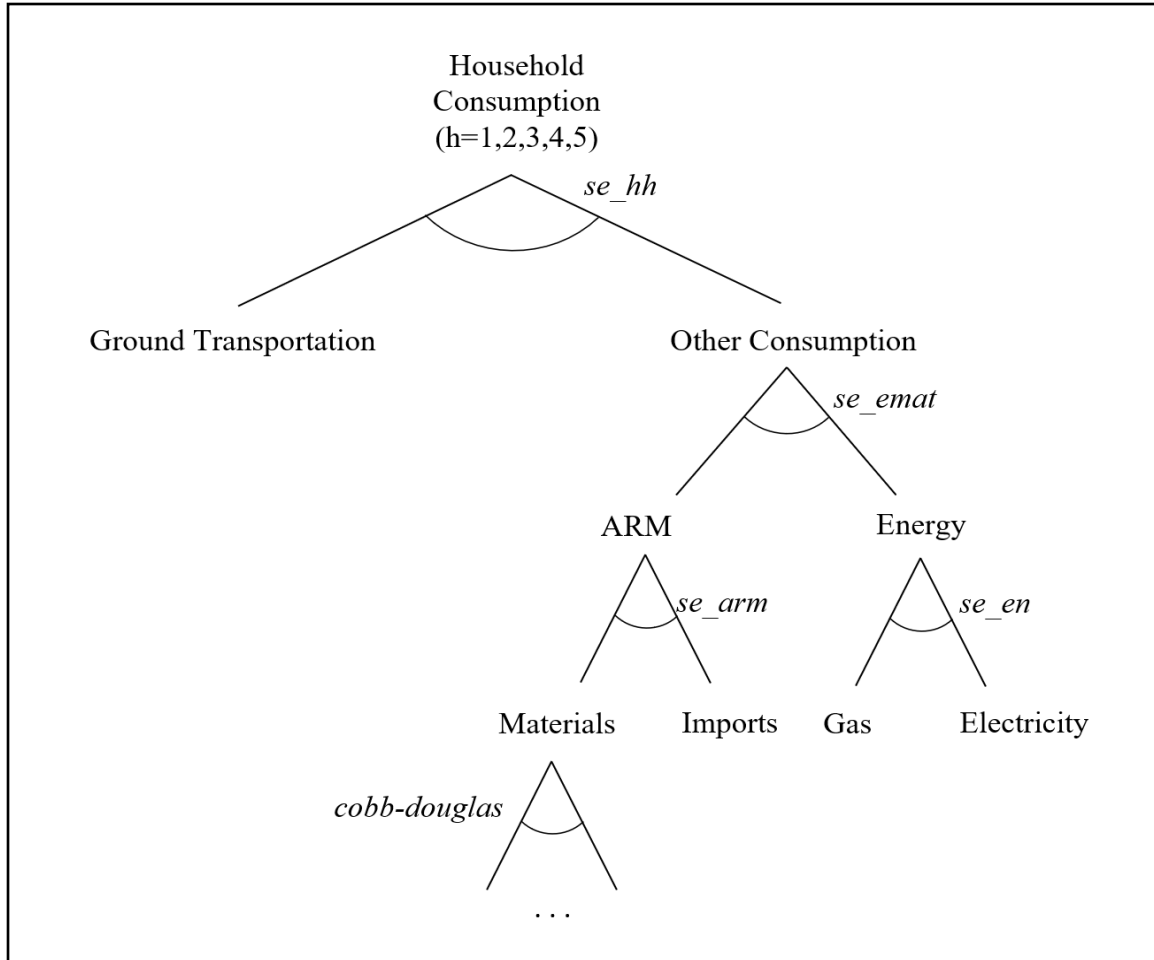 Household
Consumption
(h=1,2,3,4,5)
se_hh
Ground Transportation
Other Consumption
se_emat
ARM
Energy
se_arm
se_en
Materials
Imports
Gas
Electricity
cobb-douglas
. . .